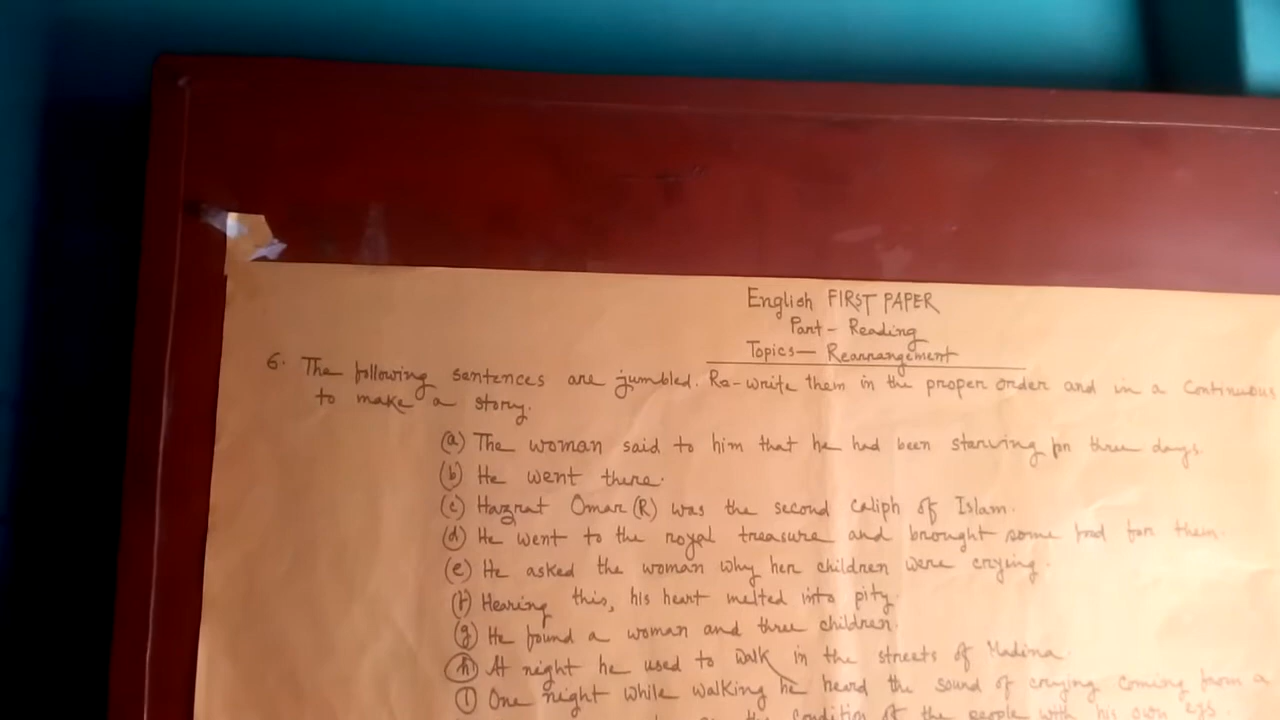 English FIRST PAPER
Part - Reading
Topics — Rearrangement
6. The following sentences are jumbled. Re-write them in the proper order and in a Continuous
to make a story.
(a) The woman said to him that he had been starving for three days.
(b) He went there.
(c) Hazrat Omar (R) was the second caliph of Islam.
(d) He went to the royal treasure and brought some food for them.
(e) He asked the woman why her children were crying.
(f) Hearing this, his heart melted into pity.
(g) He found a woman and three children.
(h) At night he used to walk in the streets of Madina.
(i) One night while walking he heard the sound of crying coming from a
the condition of the people with his own